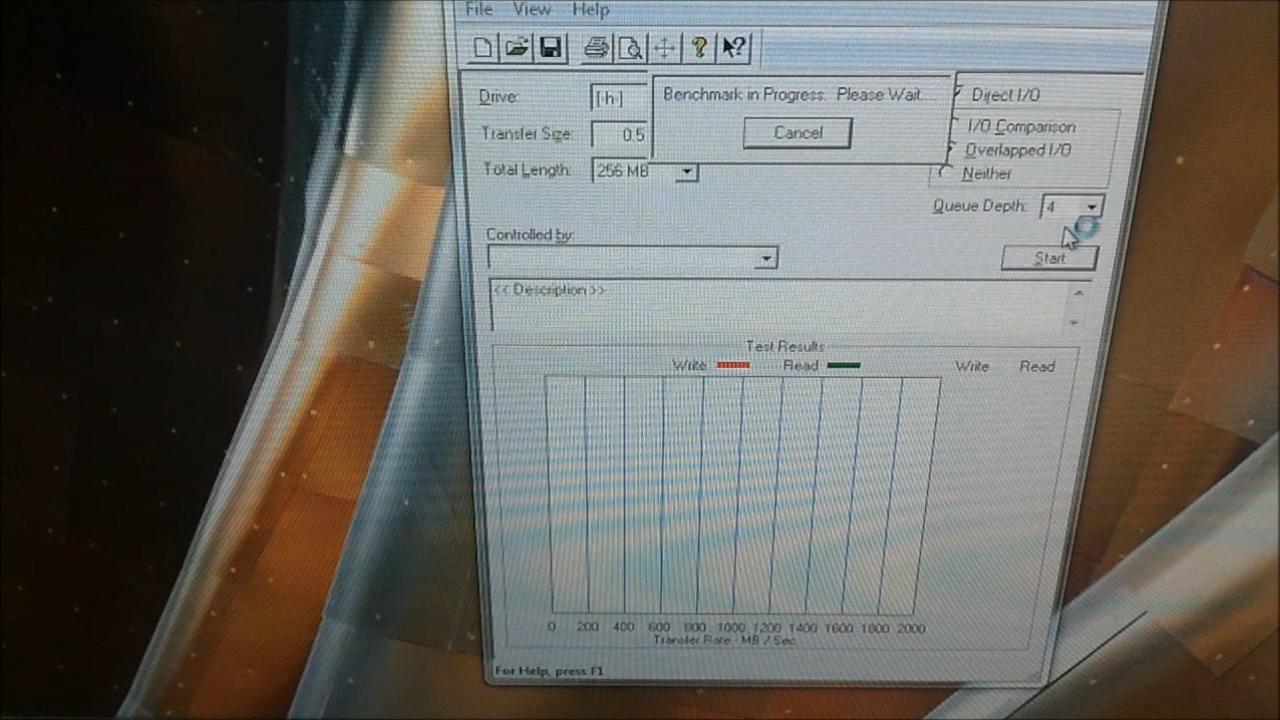 File View Help
Drive: [-h-]
Benchmark in Progress. Please Wait....
Cancel
Direct I/O
Transfer Size: 0.5
I/O Comparison
Overlapped I/O
Total Length: 256 MB
Neither
Queue Depth: 4
Controlled by:
Start
<< Description >>
Test Results
Write Read Write Read
0 200 400 600 800 1000 1200 1400 1600 1800 2000
Transfer Rate - MB / Sec
For Help, press F1